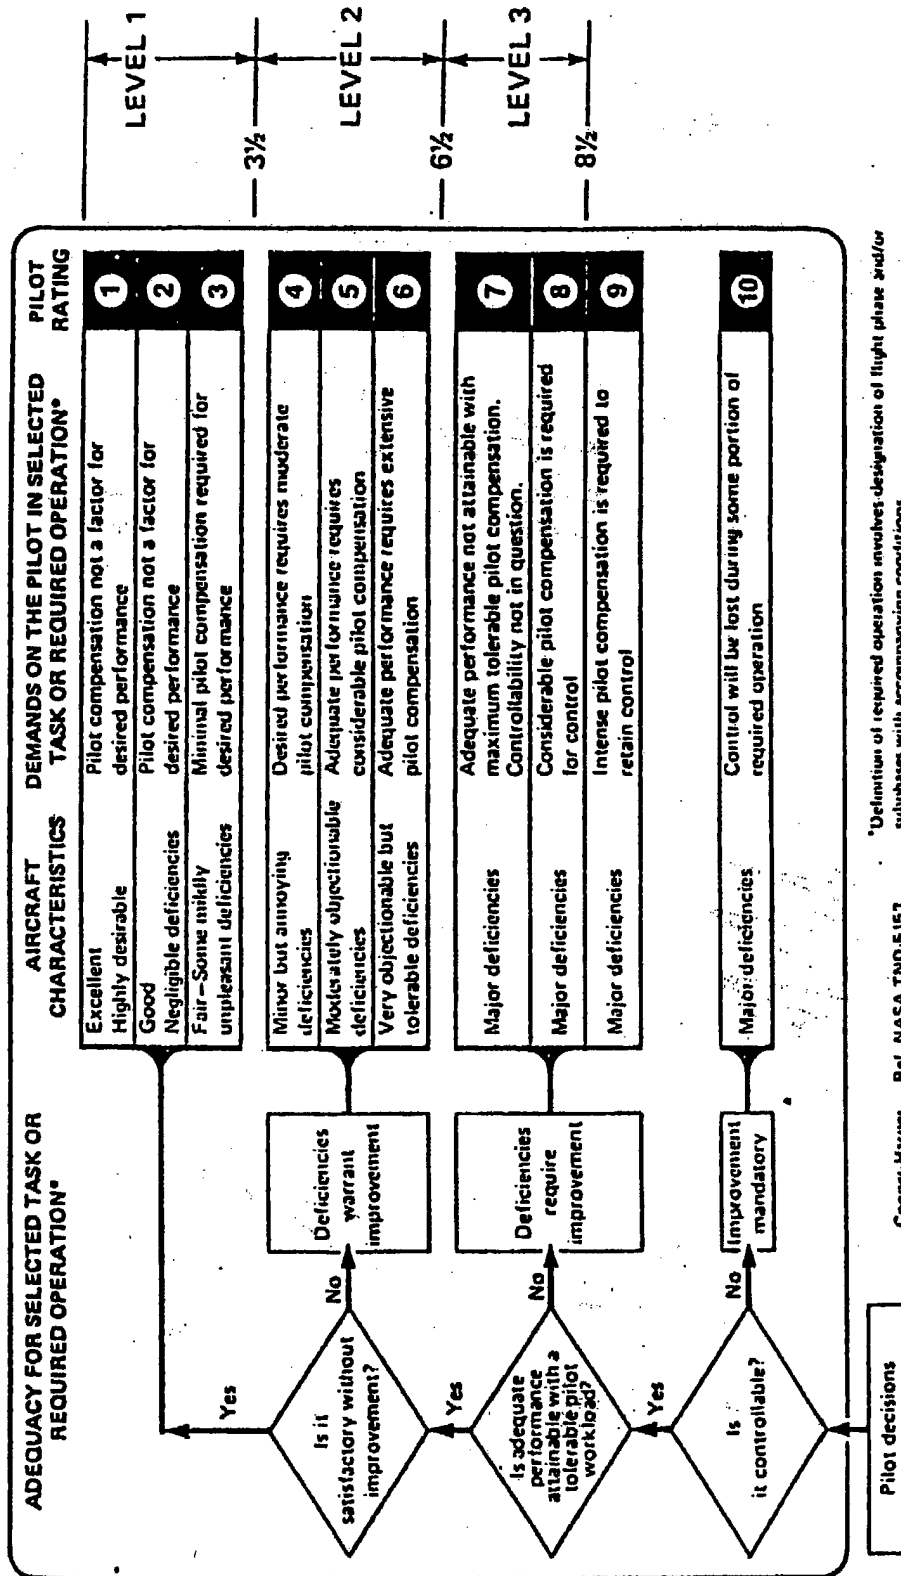 ADEQUACY FOR SELECTED TASK OR
REQUIRED OPERATION*
AIRCRAFT
CHARACTERISTICS
DEMANDS ON THE PILOT IN SELECTED
TASK OR REQUIRED OPERATION*
PILOT
RATING
Excellent
Highly desirable
Pilot compensation not a factor for
desired performance
1
Good
Negligible deficiencies
Pilot compensation not a factor for
desired performance
2
Fair–Some mildly
unpleasant deficiencies
Minimal pilot compensation required for
desired performance
3
LEVEL 1
3½
Yes
Is it
satisfactory without
improvement?
No
Deficiencies
warrant
improvement
Minor but annoying
deficiencies
Desired performance requires moderate
pilot compensation
4
Moderately objectionable
deficiencies
Adequate performance requires
considerable pilot compensation
5
Very objectionable but
tolerable deficiencies
Adequate performance requires extensive
pilot compensation
6
LEVEL 2
6½
Yes
Is adequate
performance
attainable with a
tolerable pilot
workload?
No
Deficiencies
require
improvement
Major deficiencies
Adequate performance not attainable with
maximum tolerable pilot compensation.
Controllability not in question.
7
Major deficiencies
Considerable pilot compensation is required
for control
8
Major deficiencies
Intense pilot compensation is required to
retain control
9
LEVEL 3
8½
Yes
Is
it controllable?
No
Improvement
mandatory
Major deficiencies
Control will be lost during some portion of
required operation
10
Pilot decisions
Ref. NASA TND-5153
*Definition of required operation involves designation of flight phase and/or
subphases with accompanying conditions